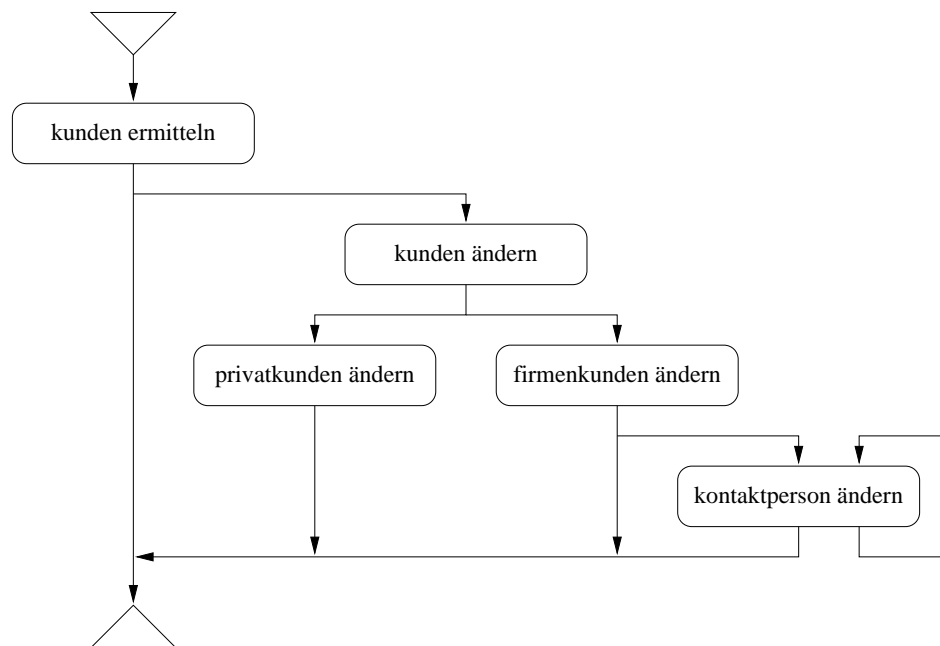 kunden ermitteln
kunden ändern
privatkunden ändern
firmenkunden ändern
kontaktperson ändern